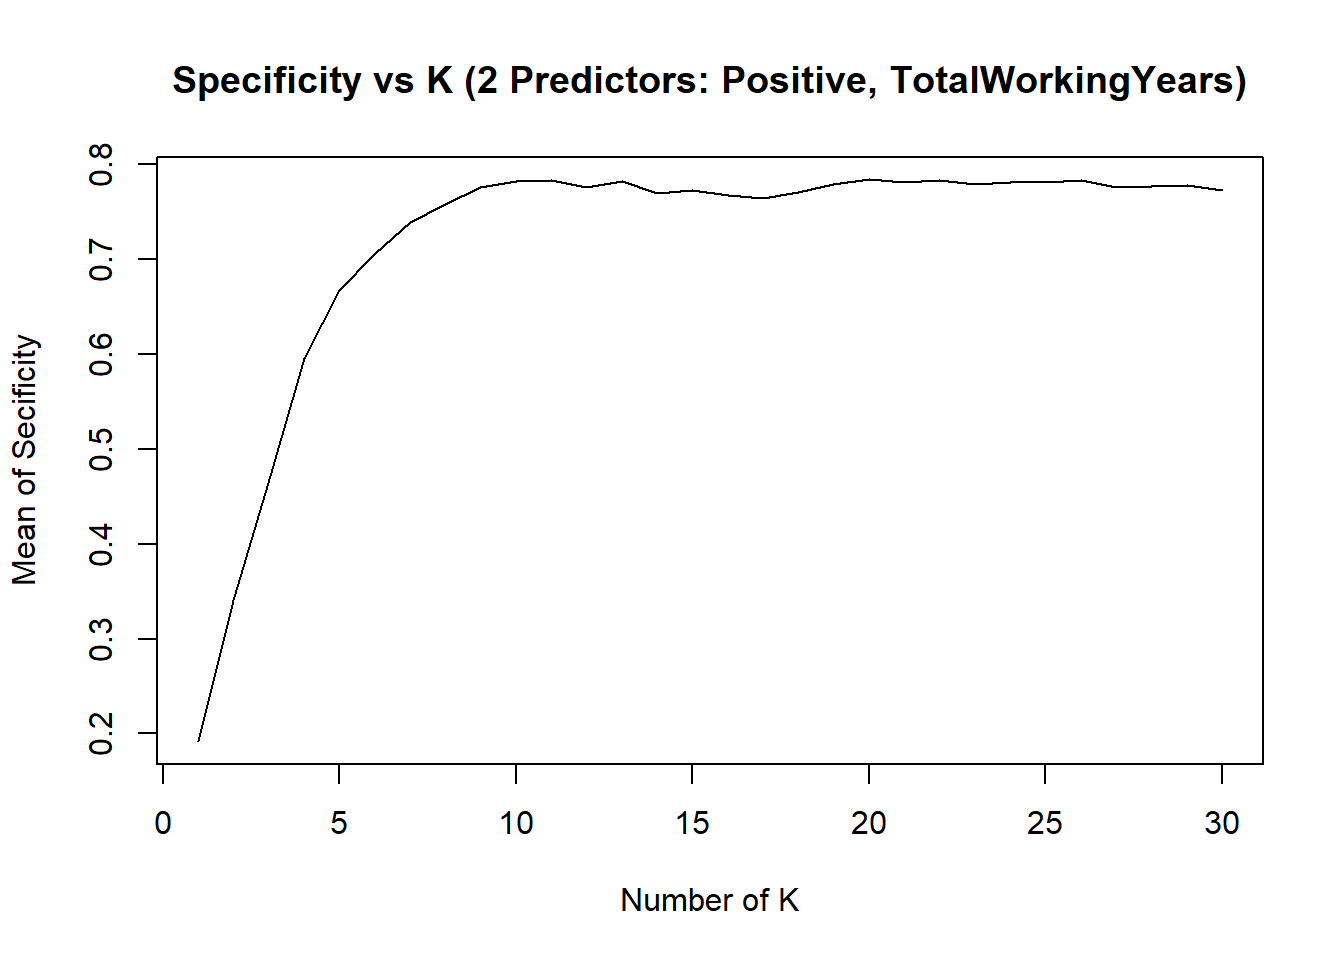 Specificity vs K (2 Predictors: Positive, TotalWorkingYears)
Mean of Secificity
0.8
0.7
0.6
0.5
0.4
0.3
0.2
0 5 10 15 20 25 30
Number of K